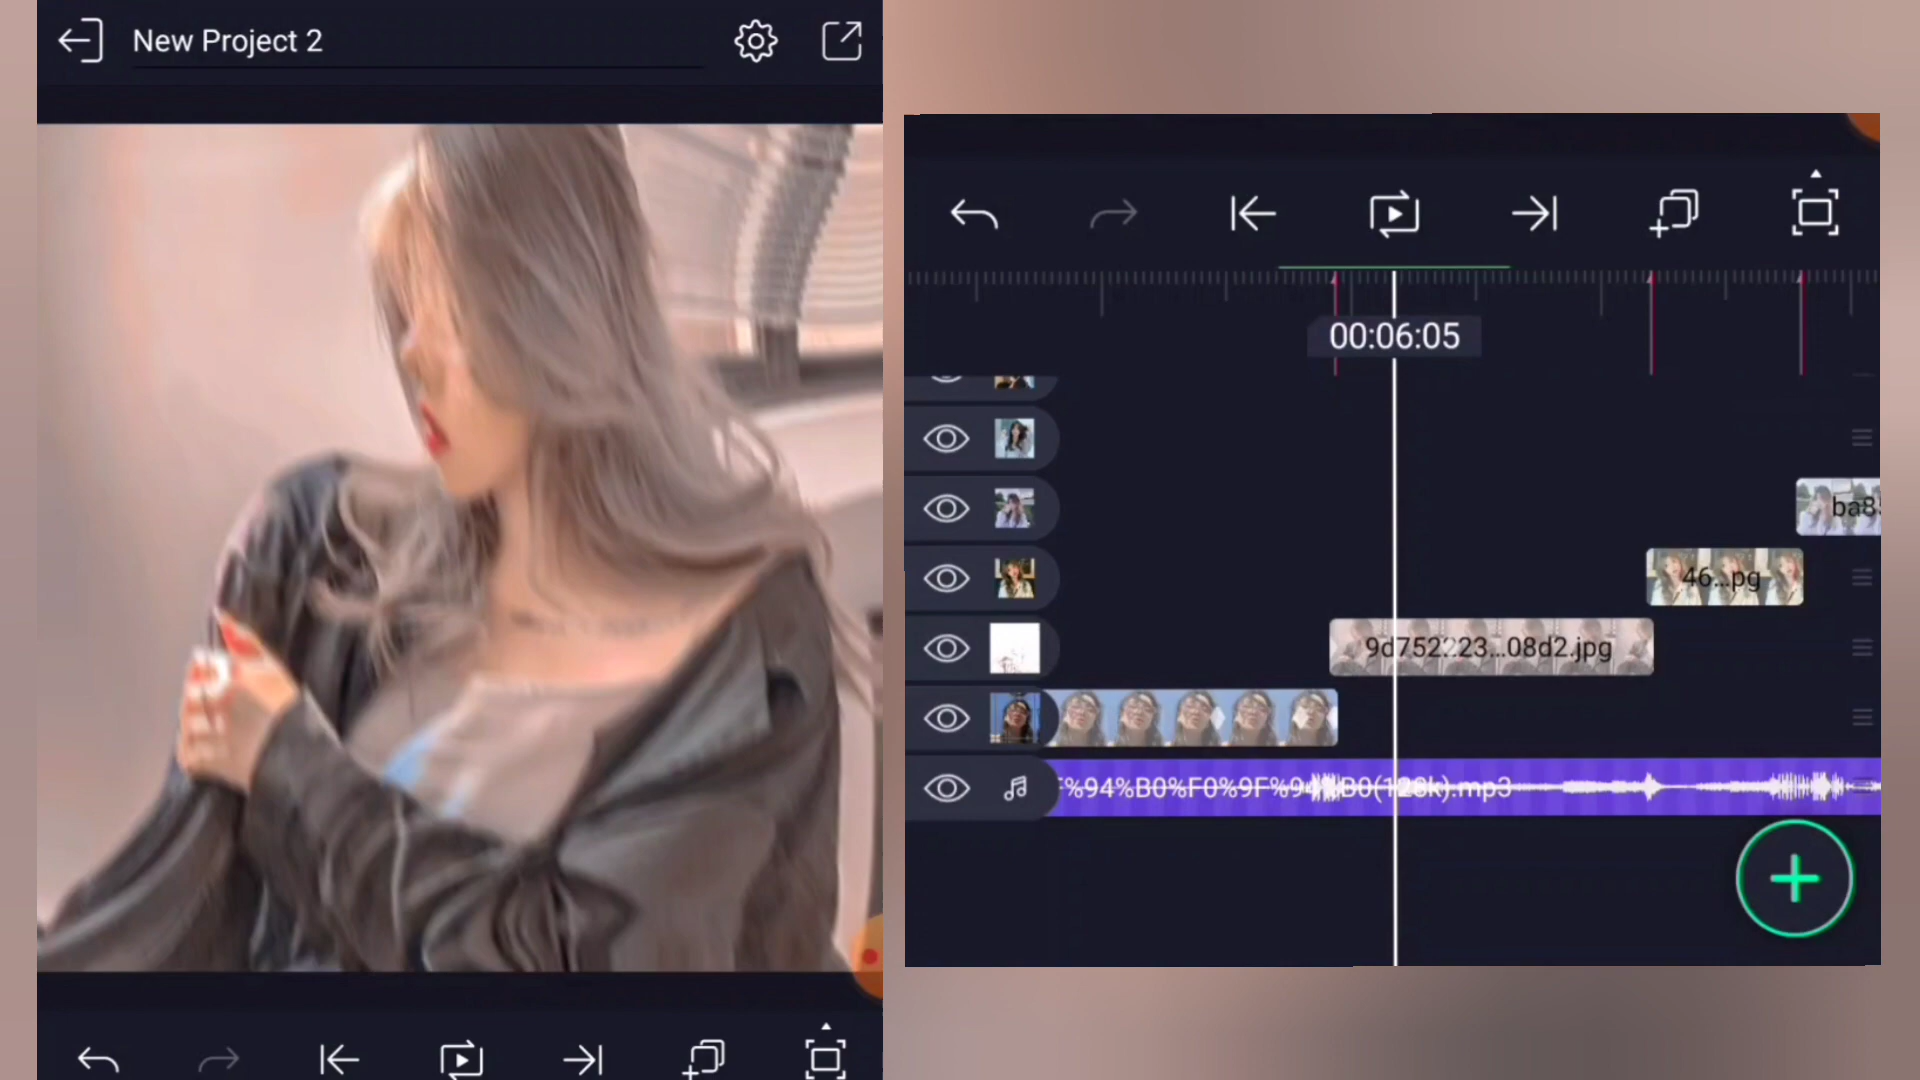 New Project 2
00:06:05
ba8
46...pg
9d752223...08d2.jpg
%94%B0%F0%9F%9
B0(128k).mp3